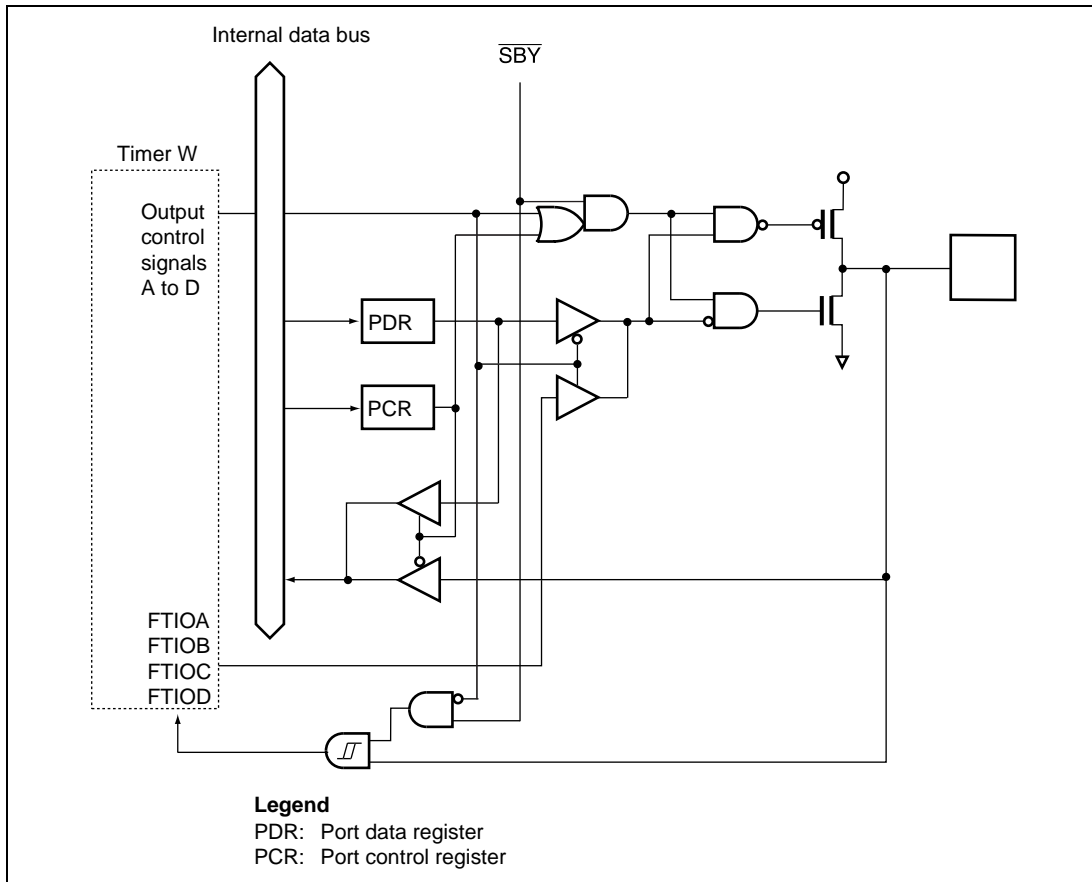 Internal data bus
S̅B̅Y̅
Timer W
Output
control
signals
A to D
PDR
PCR
FTIOA
FTIOB
FTIOC
FTIOD
Legend
PDR: Port data register
PCR: Port control register